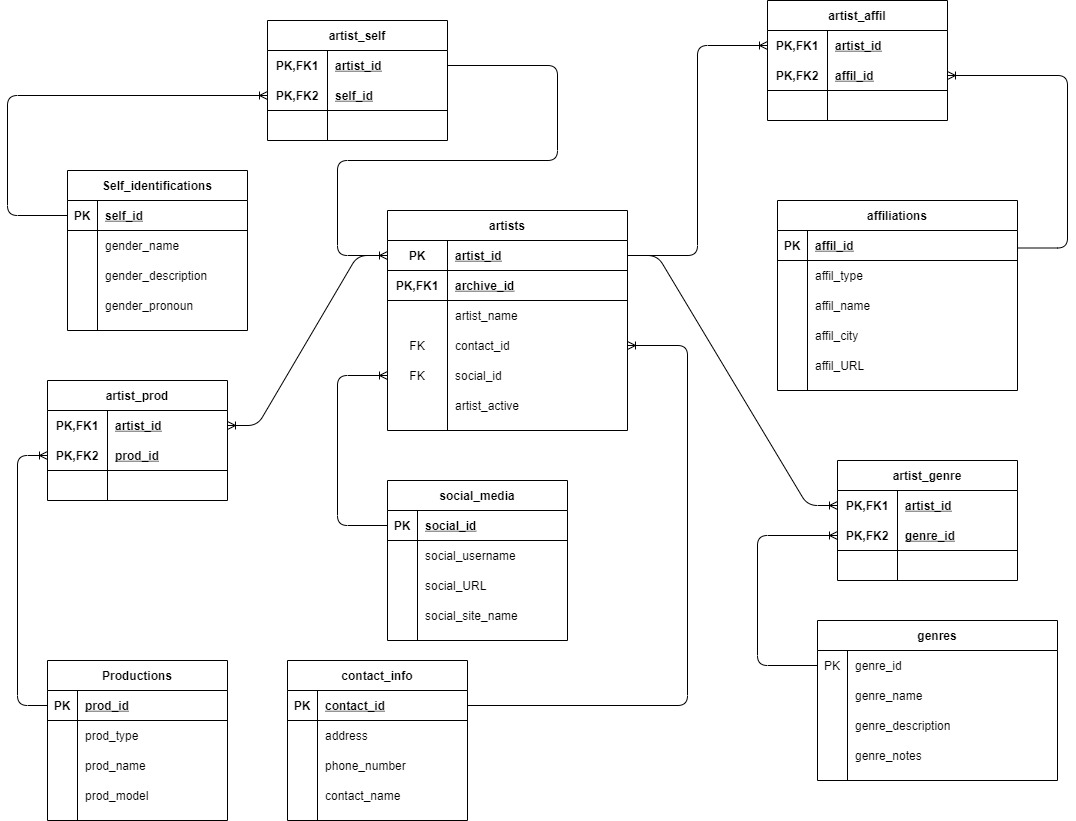 artist_self
PK,FK1 artist_id
PK,FK2 self_id
artist_affil
PK,FK1 artist_id
PK,FK2 affil_id
Self_identifications
PK self_id
gender_name
gender_description
gender_pronoun
artists
PK artist_id
PK,FK1 archive_id
artist_name
FK contact_id
FK social_id
artist_active
affiliations
PK affil_id
affil_type
affil_name
affil_city
affil_URL
artist_prod
PK,FK1 artist_id
PK,FK2 prod_id
social_media
PK social_id
social_username
social_URL
social_site_name
artist_genre
PK,FK1 artist_id
PK,FK2 genre_id
Productions
PK prod_id
prod_type
prod_name
prod_model
contact_info
PK contact_id
address
phone_number
contact_name
genres
PK genre_id
genre_name
genre_description
genre_notes